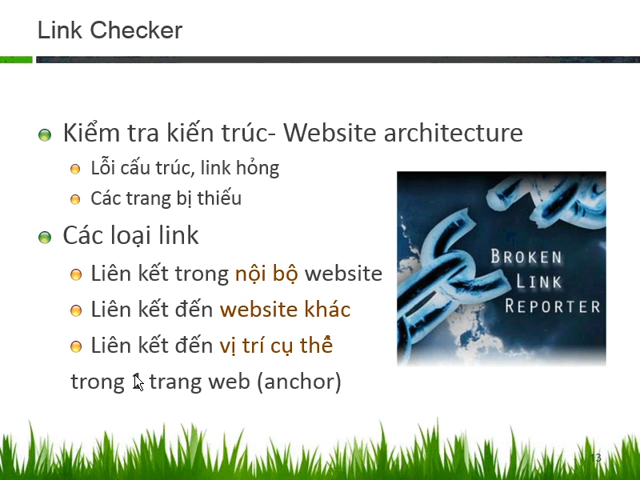 Link Checker
Kiểm tra kiến trúc- Website architecture
Lỗi cấu trúc, link hỏng
Các trang bị thiếu
Các loại link
Liên kết trong nội bộ website
Liên kết đến website khác
Liên kết đến vị trí cụ thể
trong 1 trang web (anchor)
BROKEN
LINK
REPORTER
13